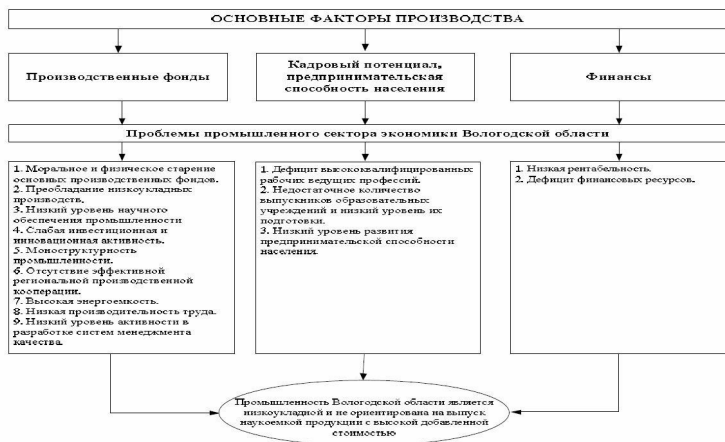 ОСНОВНЫЕ ФАКТОРЫ ПРОИЗВОДСТВА
Производственные фонды
Кадровый потенциал,
предпринимательская
способность населения
Финансы
Проблемы промышленного сектора экономики Вологодской области
1. Моральное и физическое старение
основных производственных фондов.
2. Преобладание низкоукладных
производств.
3. Низкий уровень научного
обеспечения промышленности
4. Слабая инвестиционная и
инновационная активность.
5. Моноструктурность
промышленности.
6. Отсутствие эффективной
региональной производственной
кооперации.
7. Высокая энергоемкость.
8. Низкая производительность труда.
9. Низкий уровень активности в
разработке систем менеджмента
качества.
1. Дефицит высококвалифицированных
рабочих ведущих профессий.
2. Недостаточное количество
выпускников образовательных
учреждений и низкий уровень их
подготовки.
3. Низкий уровень развития
предпринимательской способности
населения.
1. Низкая рентабельность.
2. Дефицит финансовых ресурсов.
Промышленность Вологодской области является
низкоукладной и не ориентирована на выпуск
наукоемкой продукции с высокой добавленной
стоимостью